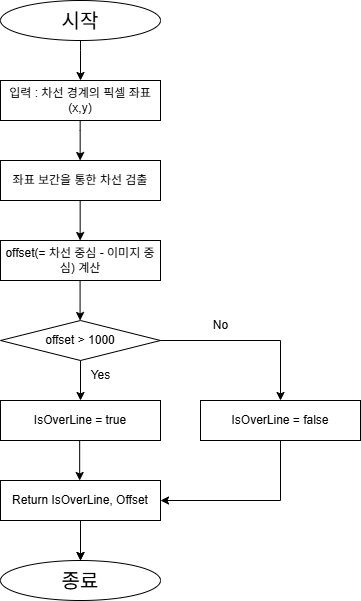 시작
입력 : 차선 경계의 픽셀 좌표
(x,y)
좌표 보간을 통한 차선 검출
offset(= 차선 중심 - 이미지 중
심) 계산
offset > 1000
No
Yes
IsOverLine = true
IsOverLine = false
Return IsOverLine, Offset
종료